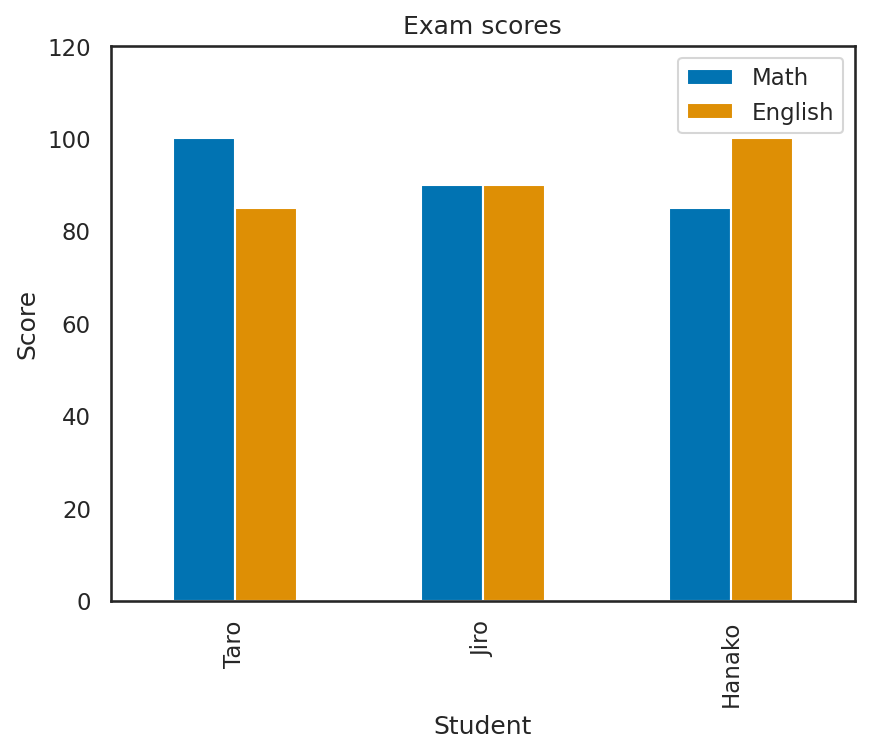 Exam scores
Math
English
120
100
80
60
40
20
0
Score
Taro
Jiro
Hanako
Student